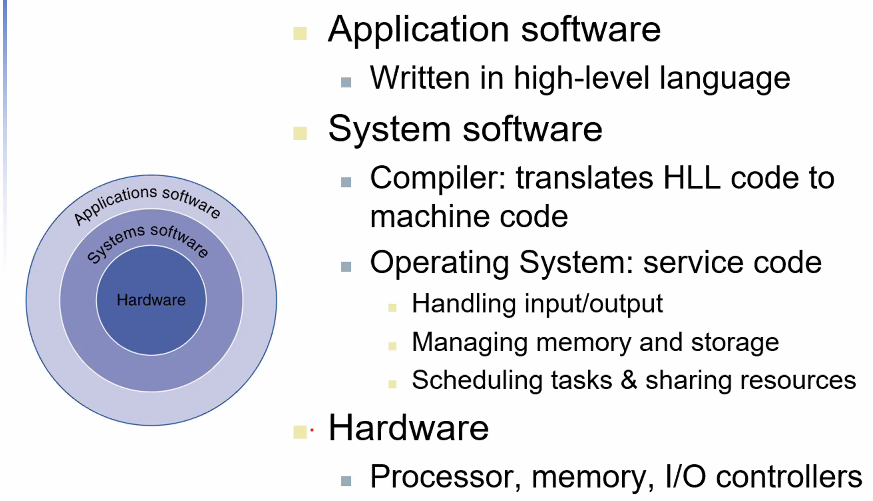 Application software
Written in high-level language
System software
Compiler: translates HLL code to
machine code
Operating System: service code
Handling input/output
Managing memory and storage
Scheduling tasks & sharing resources
Hardware
Processor, memory, I/O controllers
Applications software
Systems software
Hardware